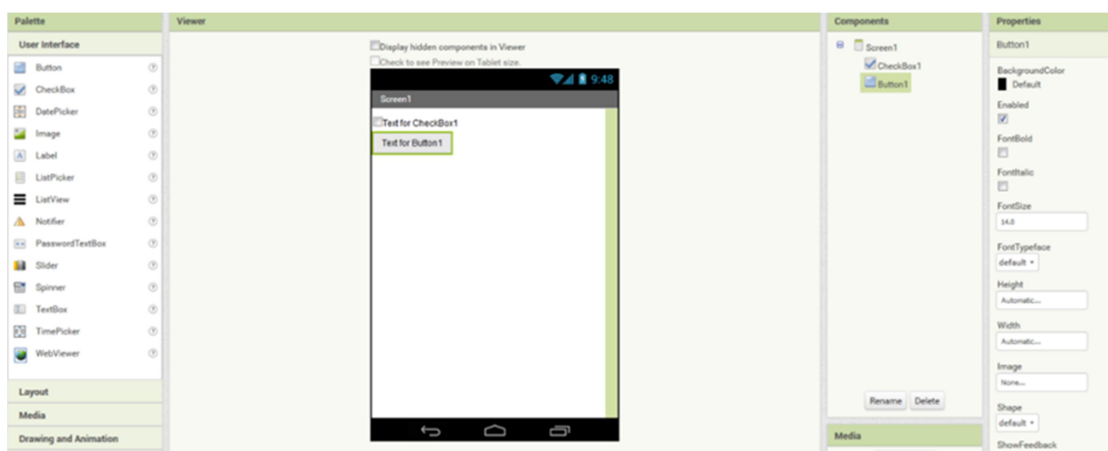 Palette
User Interface
Button
CheckBox
DatePicker
Image
Label
ListPicker
ListView
Notifier
PasswordTextBox
Slider
Spinner
TextBox
TimePicker
WebViewer
Layout
Media
Drawing and Animation
Viewer
Display hidden components in Viewer
Check to see Preview on Tablet size.
9:48
Screen1
Text for CheckBox1
Text for Button1
Components
Screen1
CheckBox1
Button1
Rename Delete
Media
Properties
Button1
BackgroundColor
Default
Enabled
FontBold
FontItalic
FontSize
14.0
FontTypeface
default
Height
Automatic...
Width
Automatic...
Image
None...
Shape
default
ShowFeedback